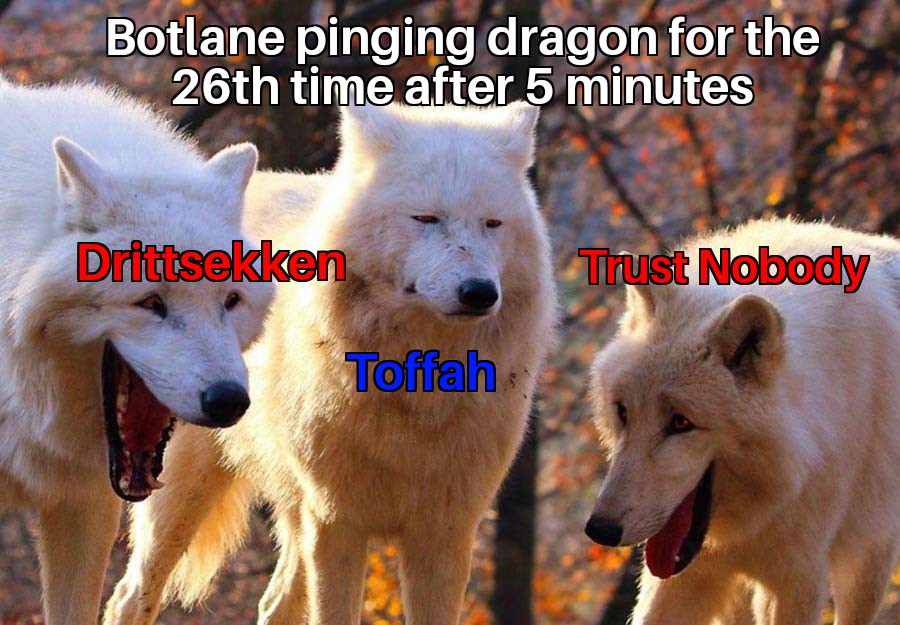 Botlane pinging dragon for the
26th time after 5 minutes
Drittsekken
Trust Nobody
Toffah